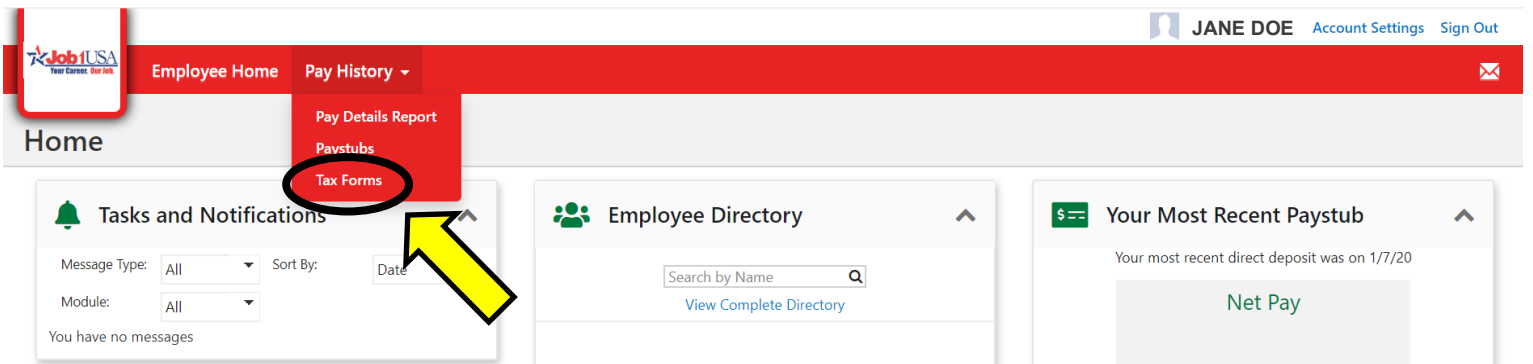 JANE DOE Account Settings Sign Out
Job1USA
Your Career. Our Job.
Employee Home Pay History
Pay Details Report
Paystubs
Tax Forms
Home
Tasks and Notifications
Message Type: All Sort By: Date
Module: All
You have no messages
Employee Directory
Search by Name
View Complete Directory
Your Most Recent Paystub
Your most recent direct deposit was on 1/7/20
Net Pay